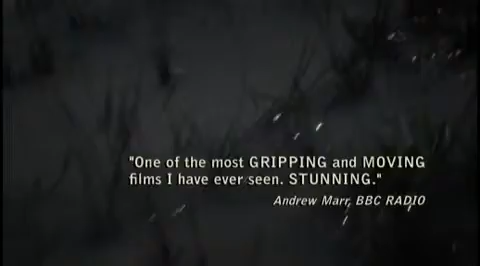 "One of the most GRIPPING and MOVING
films I have ever seen. STUNNING."
Andrew Marr, BBC RADIO